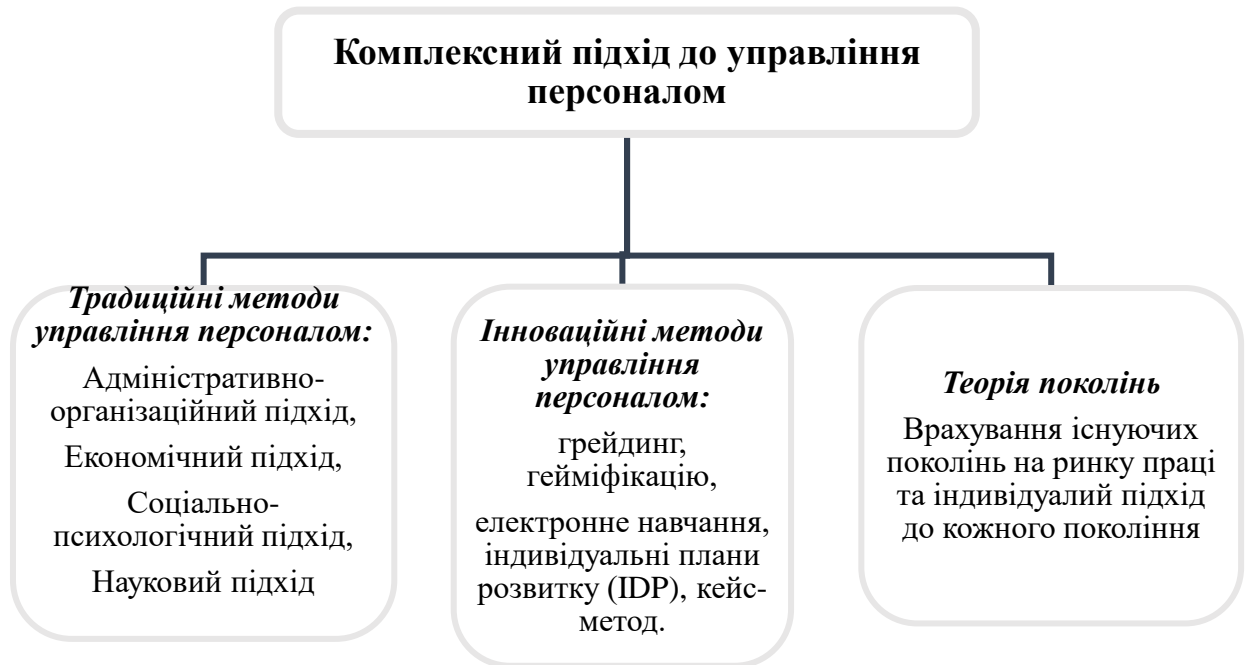 Комплексний підхід до управління
персоналом
Традиційні методи
управління персоналом:
Адміністративно-
організаційний підхід,
Економічний підхід,
Соціально-
психологічний підхід,
Науковий підхід
Інноваційні методи
управління
персоналом:
грейдинг,
гейміфікацію,
електронне навчання,
індивідуальні плани
розвитку (IDP), кейс-
метод.
Теорія поколінь
Врахування існуючих
поколінь на ринку праці
та індивідуалий підхід
до кожного покоління